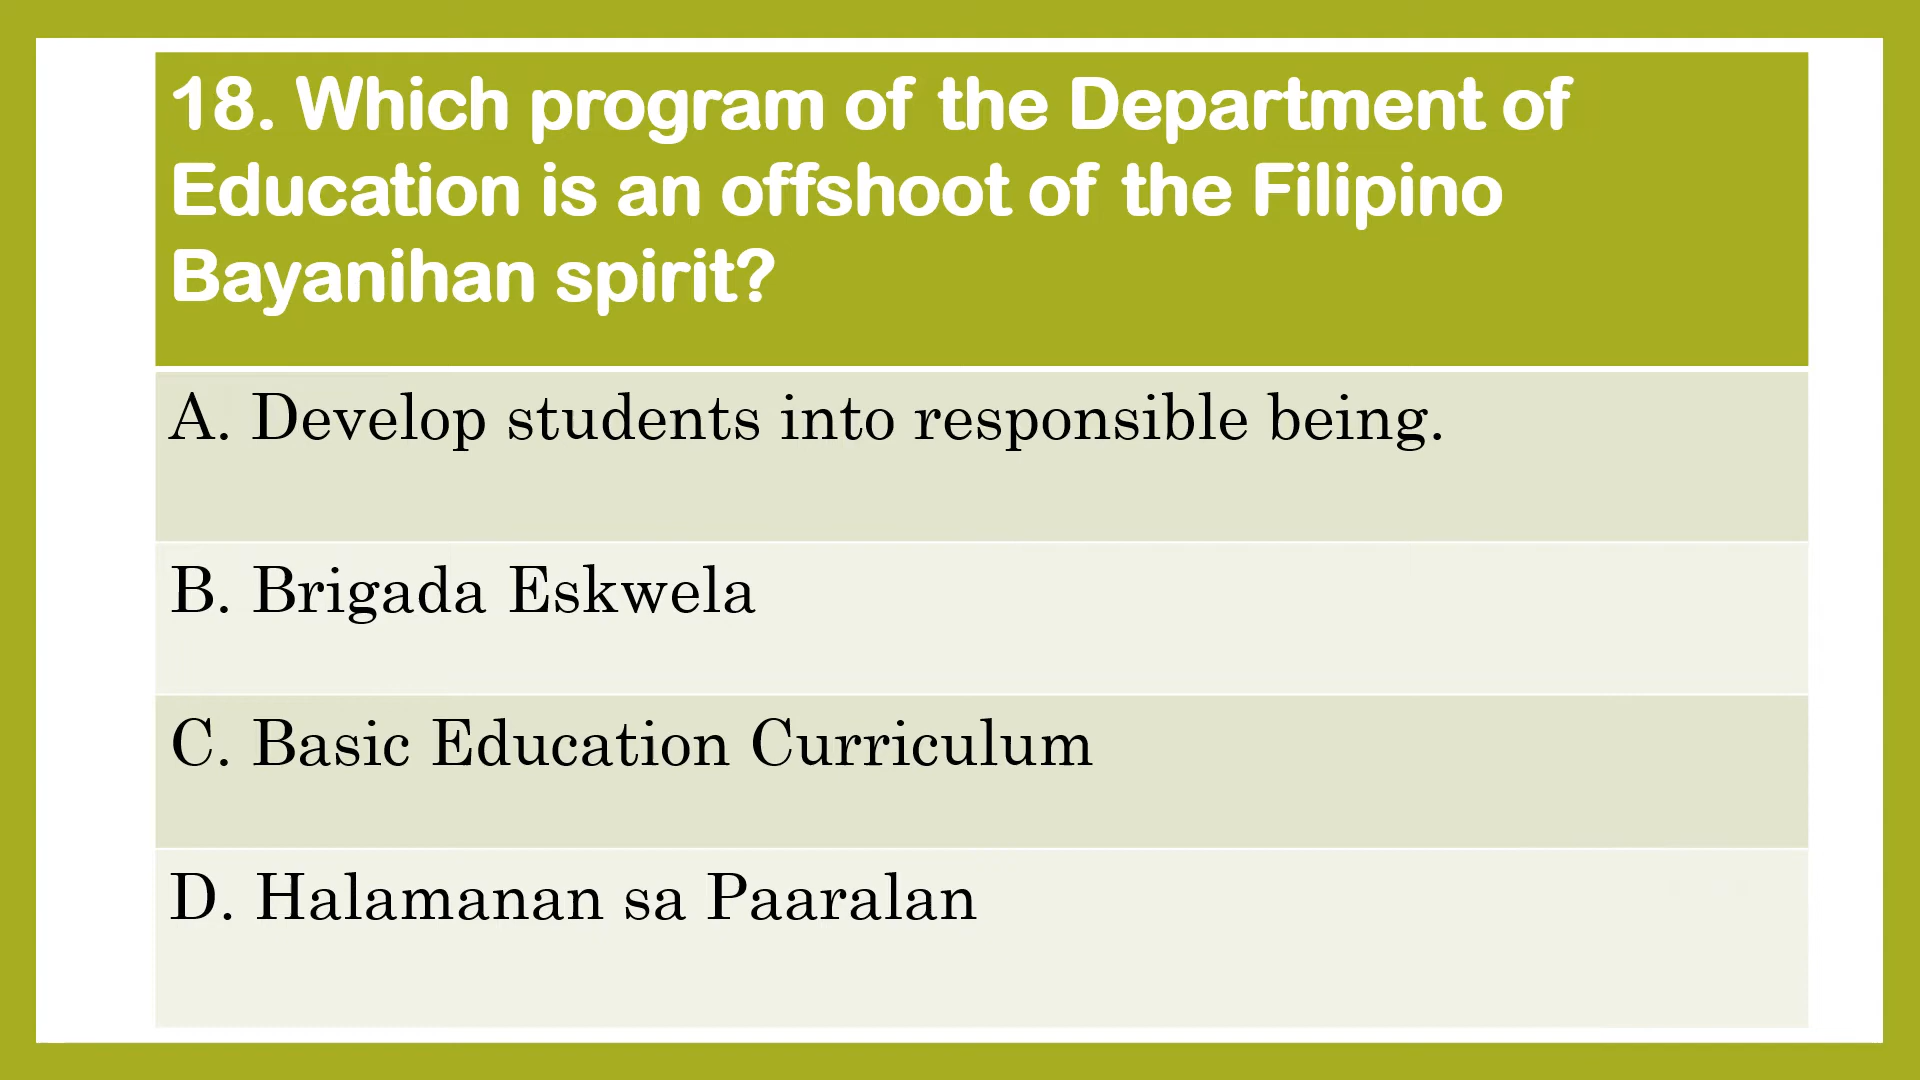 18. Which program of the Department of
Education is an offshoot of the Filipino
Bayanihan spirit?
A. Develop students into responsible being.
B. Brigada Eskwela
C. Basic Education Curriculum
D. Halamanan sa Paaralan